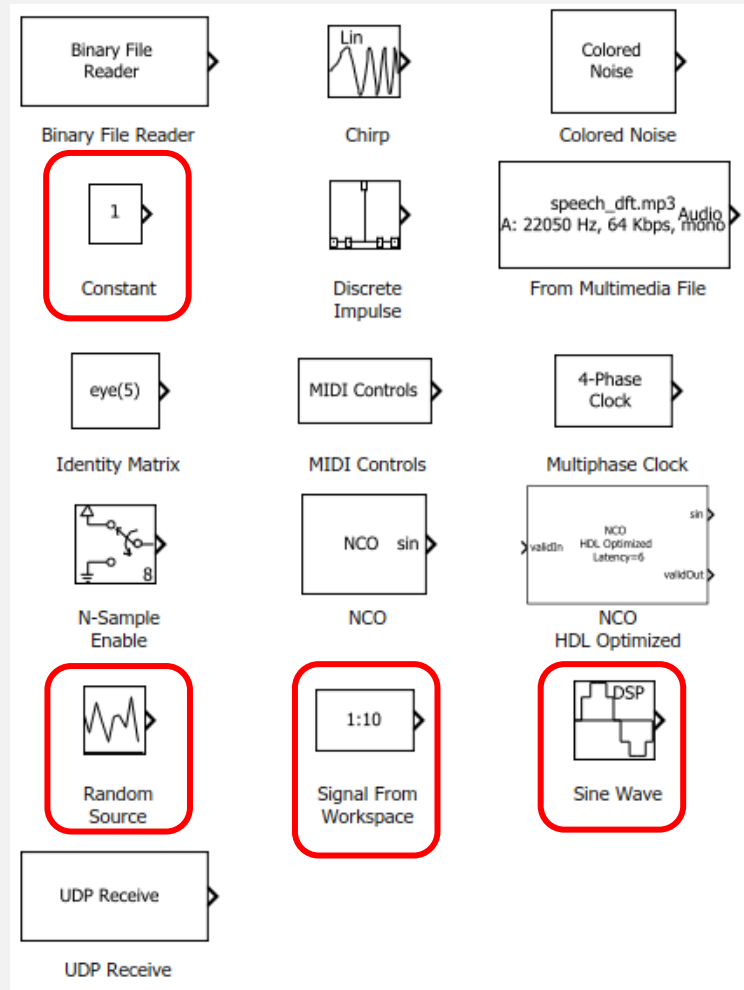 Binary File
Reader
Binary File Reader
Lin
Chirp
Colored
Noise
Colored Noise
1
Constant
Discrete
Impulse
speech_dft.mp3
A: 22050 Hz, 64 Kbps, mono
Audio
From Multimedia File
eye(5)
Identity Matrix
MIDI Controls
MIDI Controls
4-Phase
Clock
Multiphase Clock
8
N-Sample
Enable
NCO sin
NCO
validIn
NCO
HDL Optimized
Latency=6
sin
validOut
NCO
HDL Optimized
Random
Source
1:10
Signal From
Workspace
DSP
Sine Wave
UDP Receive
UDP Receive